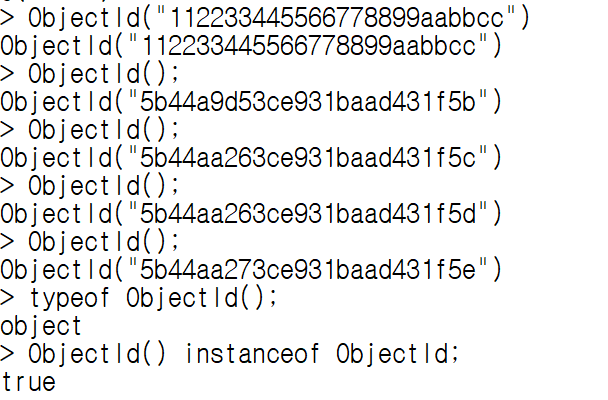 > ObjectId("112233445566778899aabbcc")
ObjectId("112233445566778899aabbcc")
> ObjectId();
ObjectId("5b44a9d53ce931baad431f5b")
> ObjectId();
ObjectId("5b44aa263ce931baad431f5c")
> ObjectId();
ObjectId("5b44aa263ce931baad431f5d")
> ObjectId();
ObjectId("5b44aa273ce931baad431f5e")
> typeof ObjectId();
object
> ObjectId() instanceof ObjectId;
true